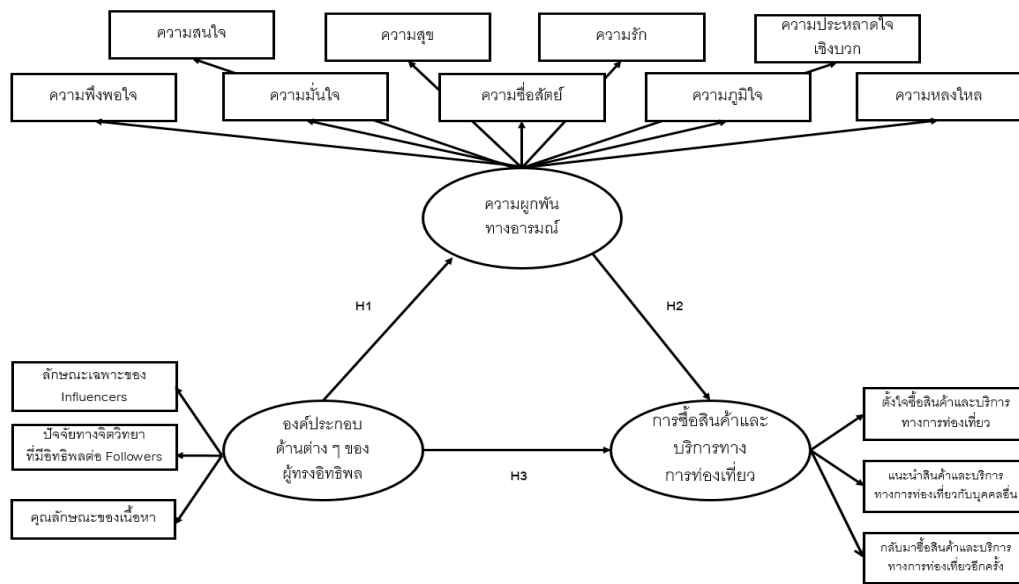 ความสนใจ
ความสุข
ความรัก
ความประหลาดใจ
เชิงบวก
ความพึงพอใจ
ความมั่นใจ
ความซื่อสัตย์
ความภูมิใจ
ความหลงใหล
ความผูกพัน
ทางอารมณ์
H1
H2
ลักษณะเฉพาะของ
Influencers
ปัจจัยทางจิตวิทยา
ที่มีอิทธิพลต่อ Followers
คุณลักษณะของเนื้อหา
องค์ประกอบ
ด้านต่าง ๆ ของ
ผู้ทรงอิทธิพล
H3
การซื้อสินค้าและ
บริการทาง
การท่องเที่ยว
ตั้งใจซื้อสินค้าและบริการ
ทางการท่องเที่ยว
แนะนำสินค้าและบริการ
ทางการท่องเที่ยวกับบุคคลอื่น
กลับมาซื้อสินค้าและบริการ
ทางการท่องเที่ยวอีกครั้ง